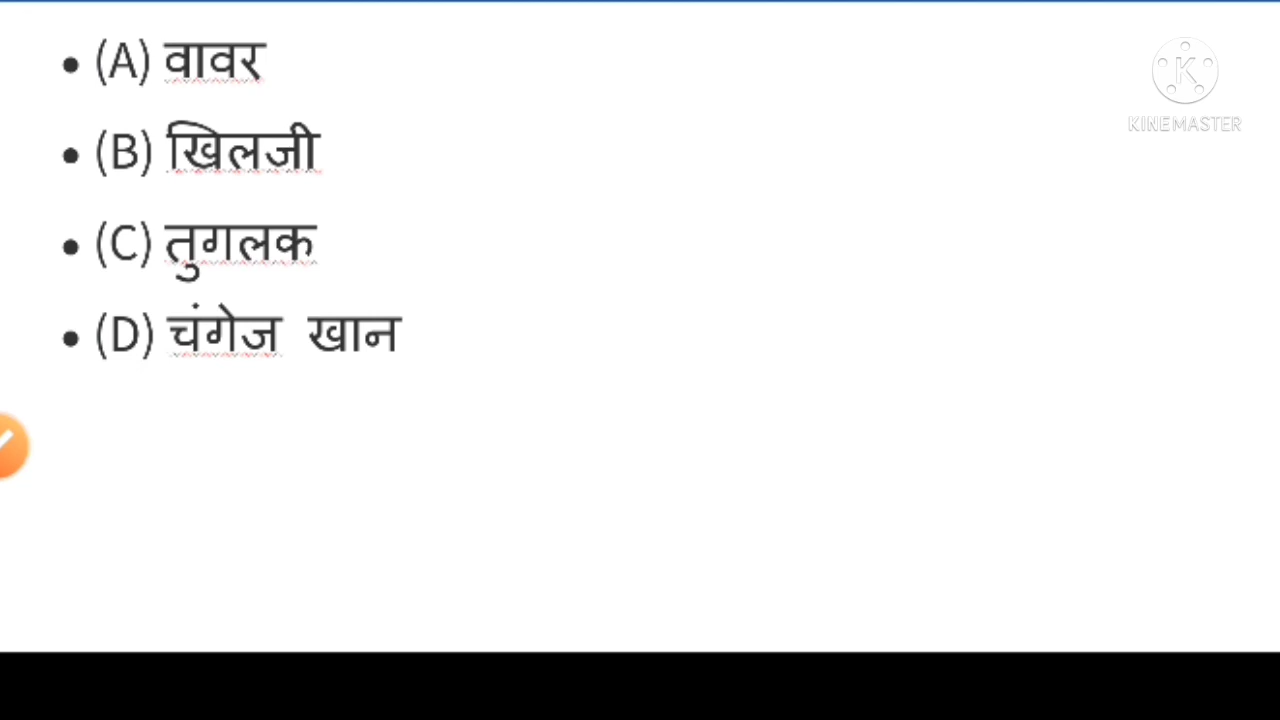 • (A) वावर
• (B) खिलजी
• (C) तुगलक
• (D) चंगेज खान
K
KINEMASTER